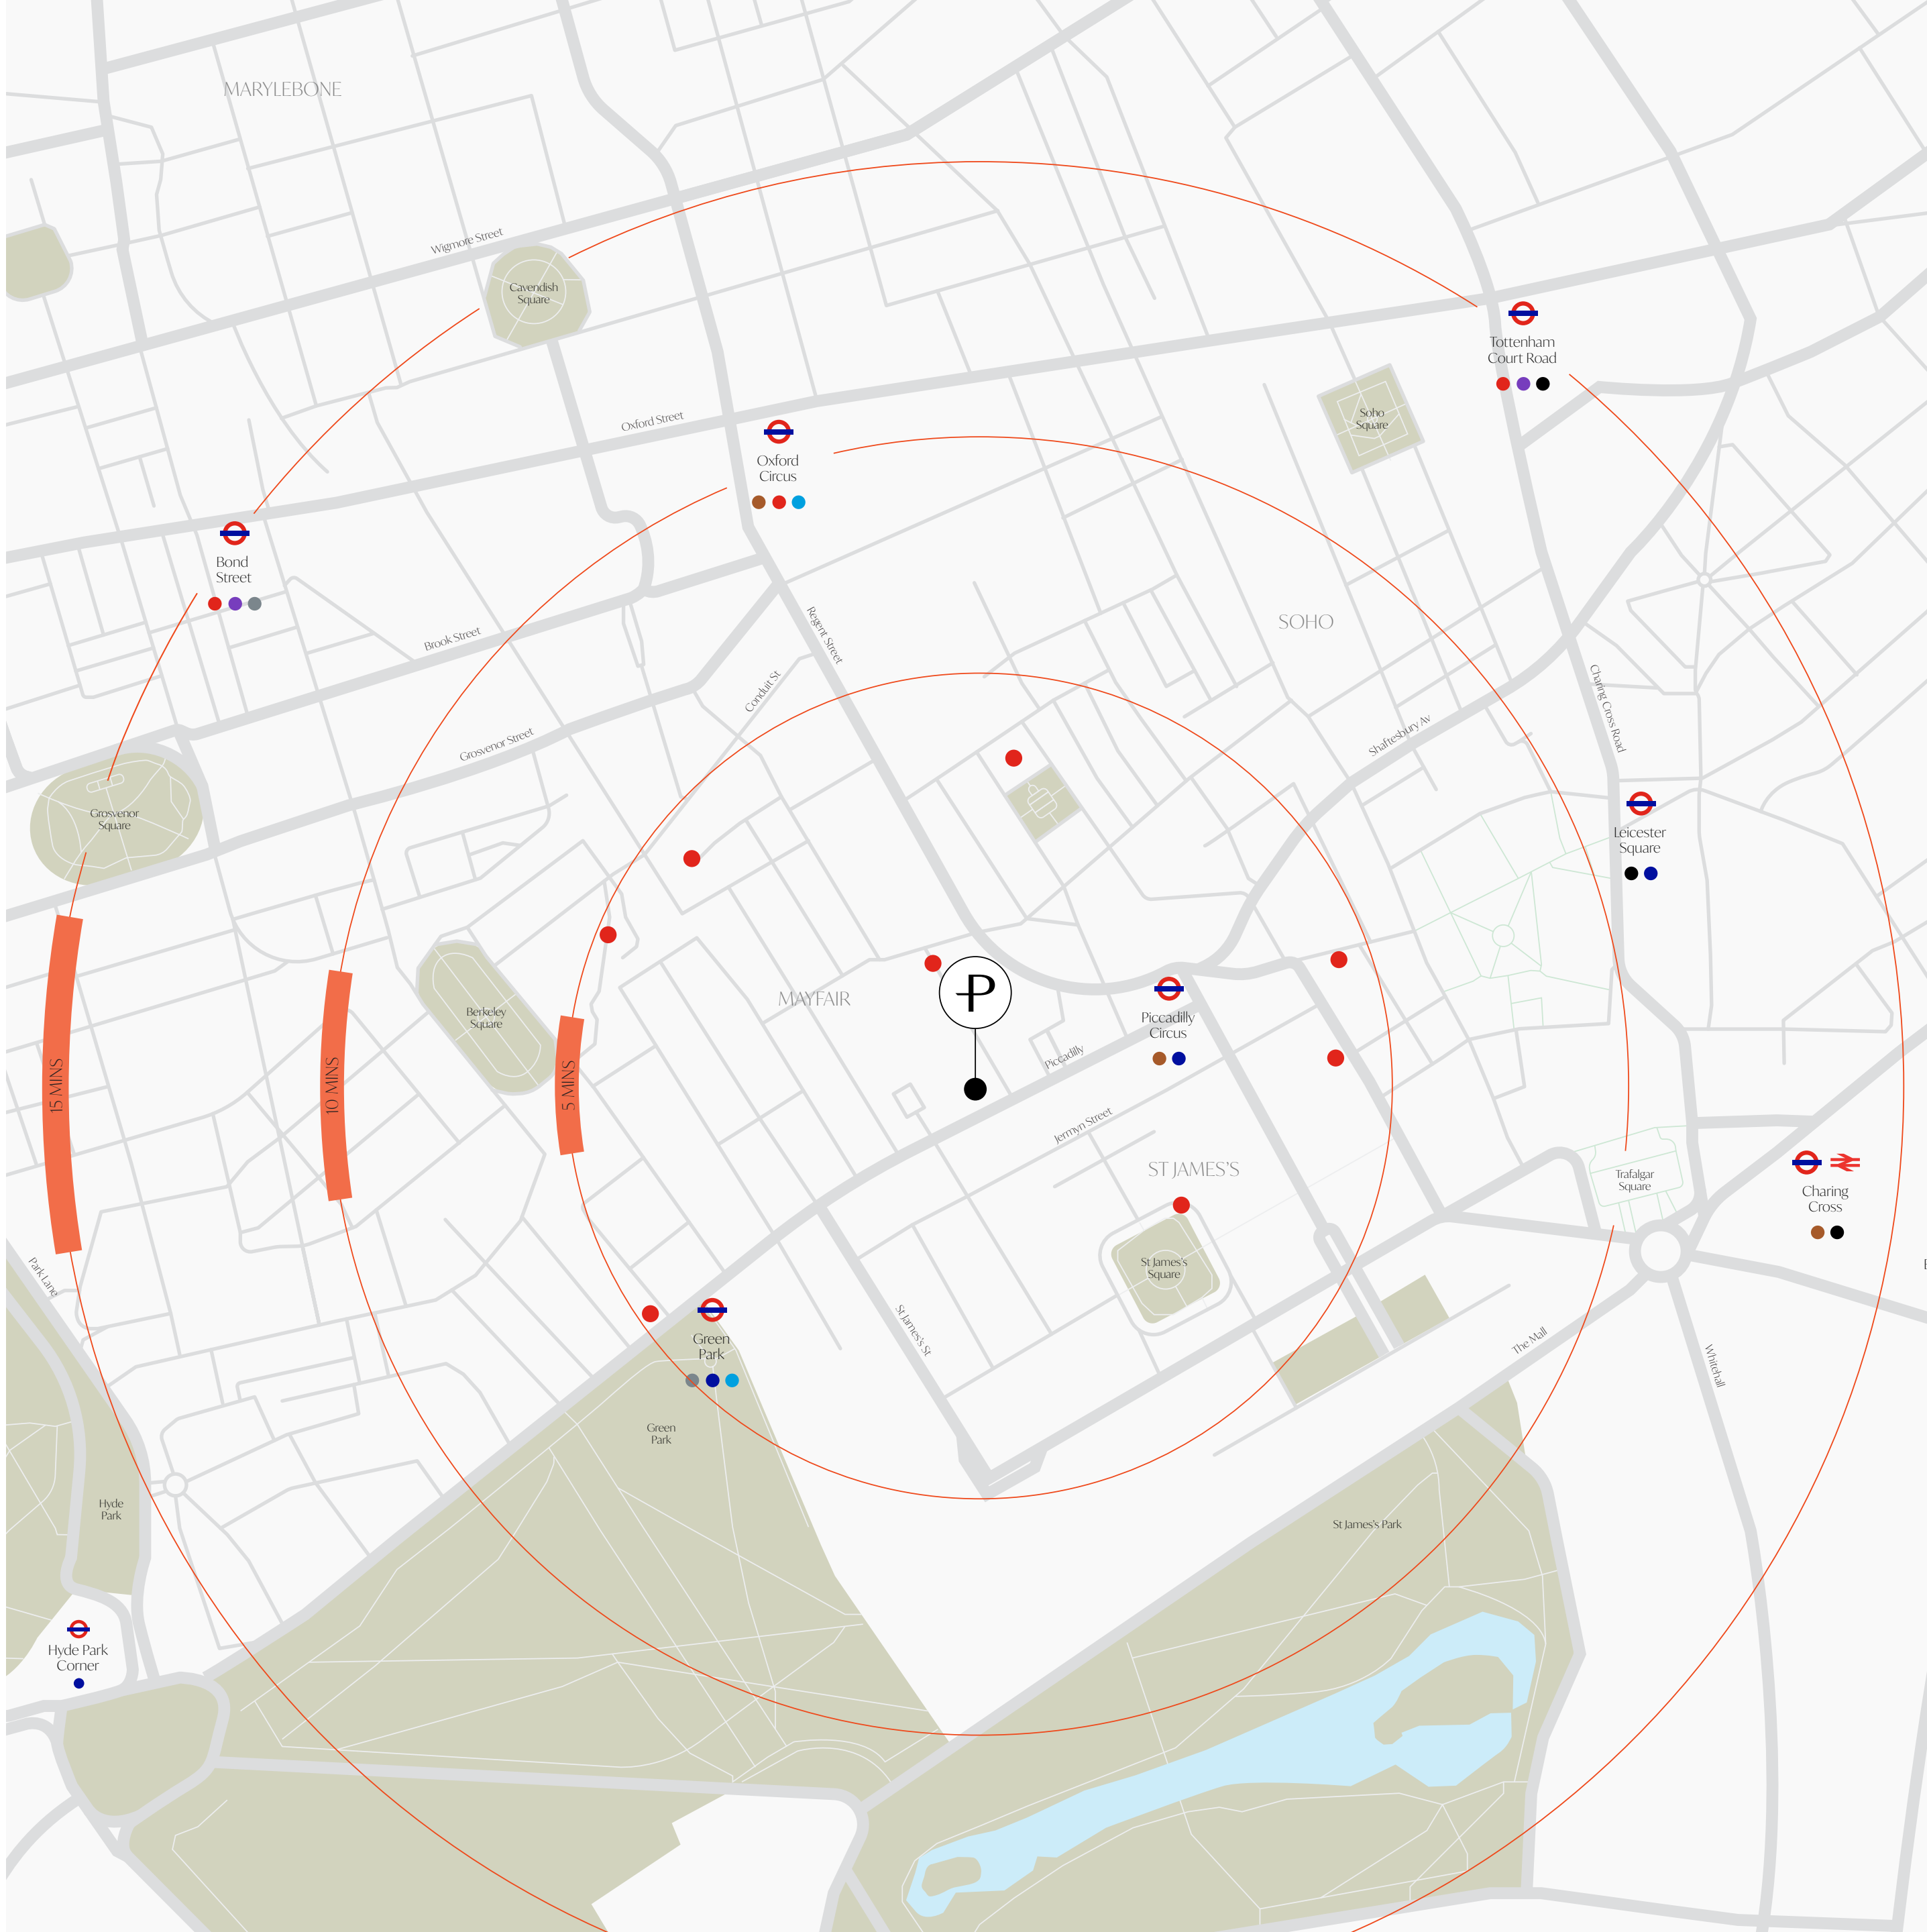 MARYLEBONE
Wigmore Street
Cavendish
Square
Tottenham
Court Road
Oxford Street
Soho
Square
Oxford
Circus
Bond
Street
Regent Street
SOHO
Brook Street
Conduit St
Charing Cross Road
Grosvenor Street
Shaftesbury Av
Grosvenor
Square
Leicester
Square
P
MAYFAIR
Berkeley
Square
Piccadilly
Circus
Piccadilly
15 MINS
10 MINS
5 MINS
Jermyn Street
ST JAMES'S
Trafalgar
Square
Charing
Cross
St James's
Square
Park Lane
St James's St
Green
Park
The Mall
Whitehall
Green
Park
Hyde
Park
St James's Park
Hyde Park
Corner